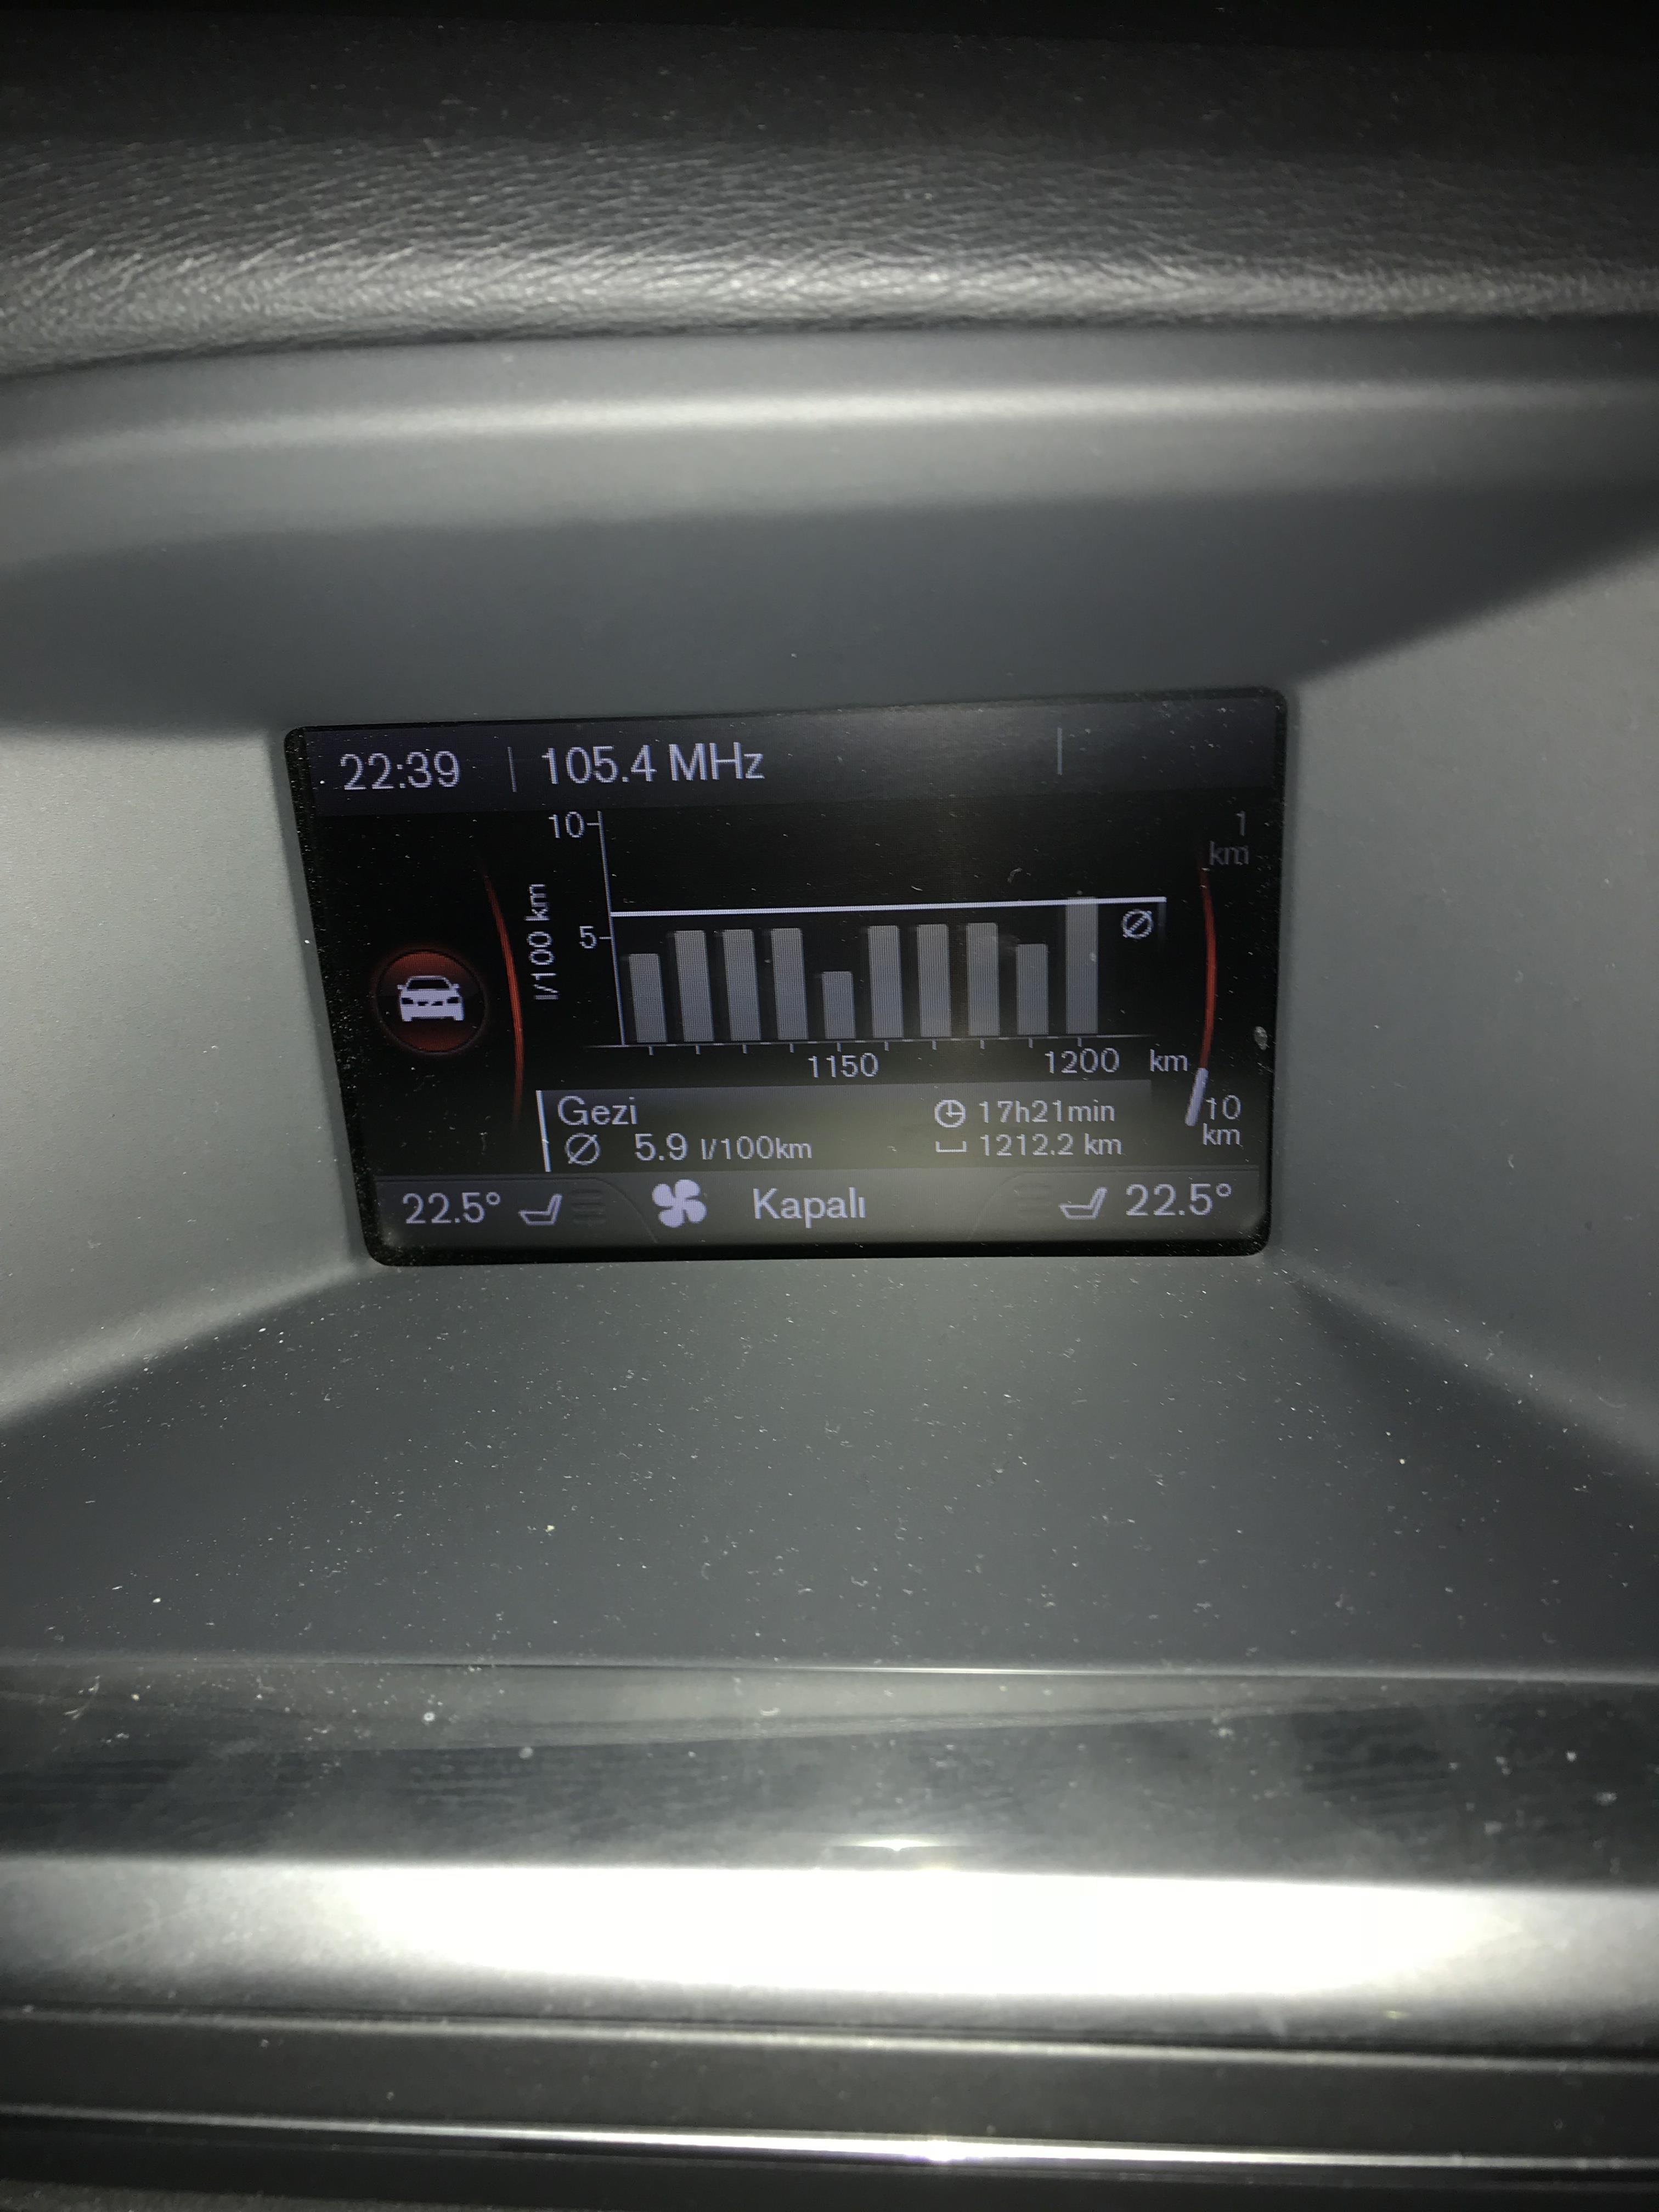 22:39 105.4 MHz
10
1
km
l/100 km
5
Ø
1150 1200 km
Gezi 17h21min
Ø 5.9 l/100km 1212.2 km
10
km
22.5° Kapalı 22.5°